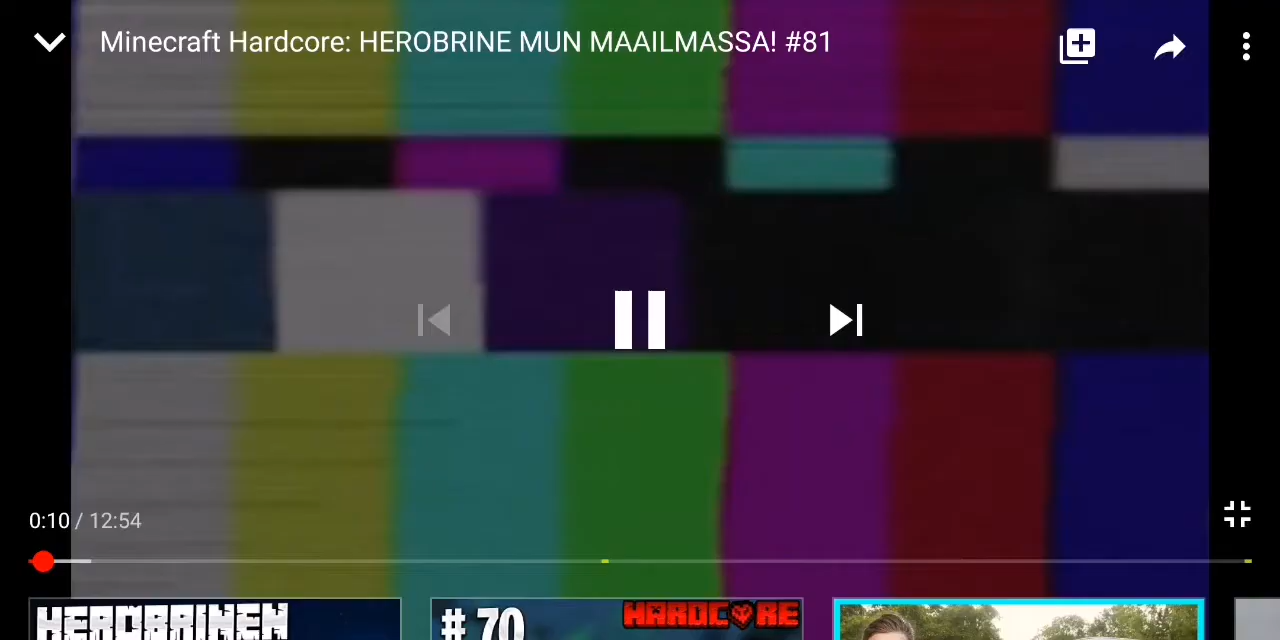 Minecraft Hardcore: HEROBRINE MUN MAAILMASSA! #81
0:10 / 12:54
HEROBRINEN
# 70
HARDCORE